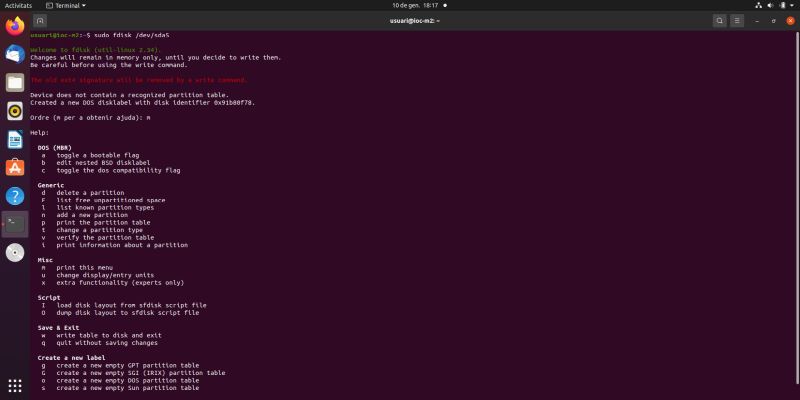 Activitats
Terminal
10 de gen. 18:17
usuari@ioc-m2: ~
usuari@ioc-m2:~$ sudo fdisk /dev/sda5
Welcome to fdisk (util-linux 2.34).
Changes will remain in memory only, until you decide to write them.
Be careful before using the write command.
The old ext4 signature will be removed by a write command.
Device does not contain a recognized partition table.
Created a new DOS disklabel with disk identifier 0x91b80f78.
Ordre (m per a obtenir ajuda): m
Help:
DOS (MBR)
a toggle a bootable flag
b edit nested BSD disklabel
c toggle the dos compatibility flag
Generic
d delete a partition
F list free unpartitioned space
l list known partition types
n add a new partition
p print the partition table
t change a partition type
v verify the partition table
i print information about a partition
Misc
m print this menu
u change display/entry units
x extra functionality (experts only)
Script
I load disk layout from sfdisk script file
O dump disk layout to sfdisk script file
Save & Exit
w write table to disk and exit
q quit without saving changes
Create a new label
g create a new empty GPT partition table
G create a new empty SGI (IRIX) partition table
o create a new empty DOS partition table
s create a new empty Sun partition table